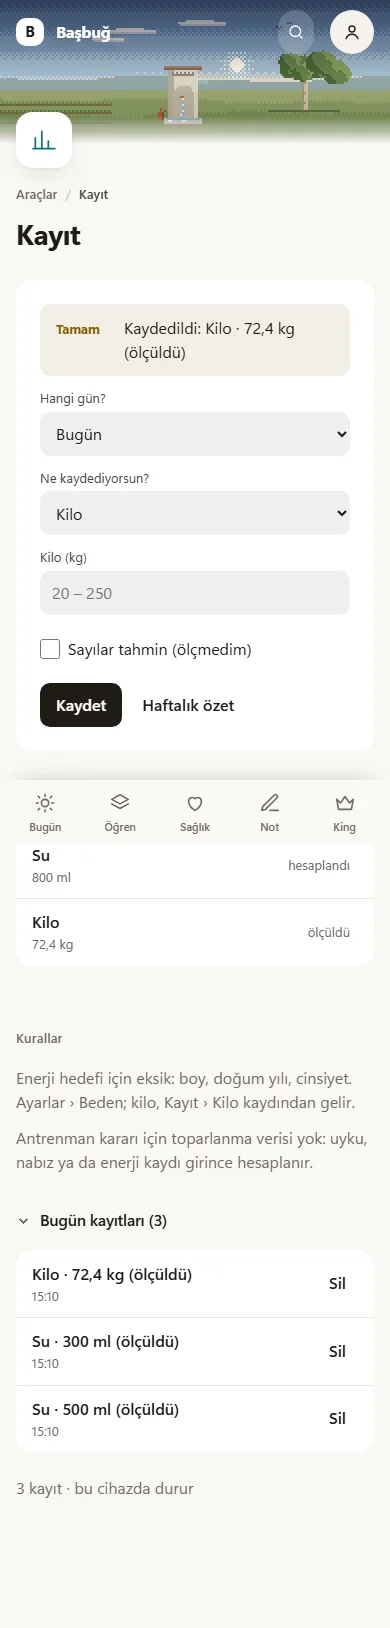 B Başbuğ
Araçlar / Kayıt
Kayıt
Tamam Kaydedildi: Kilo · 72,4 kg
(ölçüldü)
Hangi gün?
Bugün
Ne kaydediyorsun?
Kilo
Kilo (kg)
20 – 250
Sayılar tahmin (ölçmedim)
Kaydet Haftalık özet
Bugün Öğren Sağlık Not King
Su
800 ml
hesaplandı
Kilo
72,4 kg
ölçüldü
Kurallar
Enerji hedefi için eksik: boy, doğum yılı, cinsiyet.
Ayarlar › Beden; kilo, Kayıt › Kilo kaydından gelir.
Antrenman kararı için toparlanma verisi yok: uyku,
nabız ya da enerji kaydı girince hesaplanır.
Bugün kayıtları (3)
Kilo · 72,4 kg (ölçüldü)
15:10
Sil
Su · 300 ml (ölçüldü)
15:10
Sil
Su · 500 ml (ölçüldü)
15:10
Sil
3 kayıt · bu cihazda durur